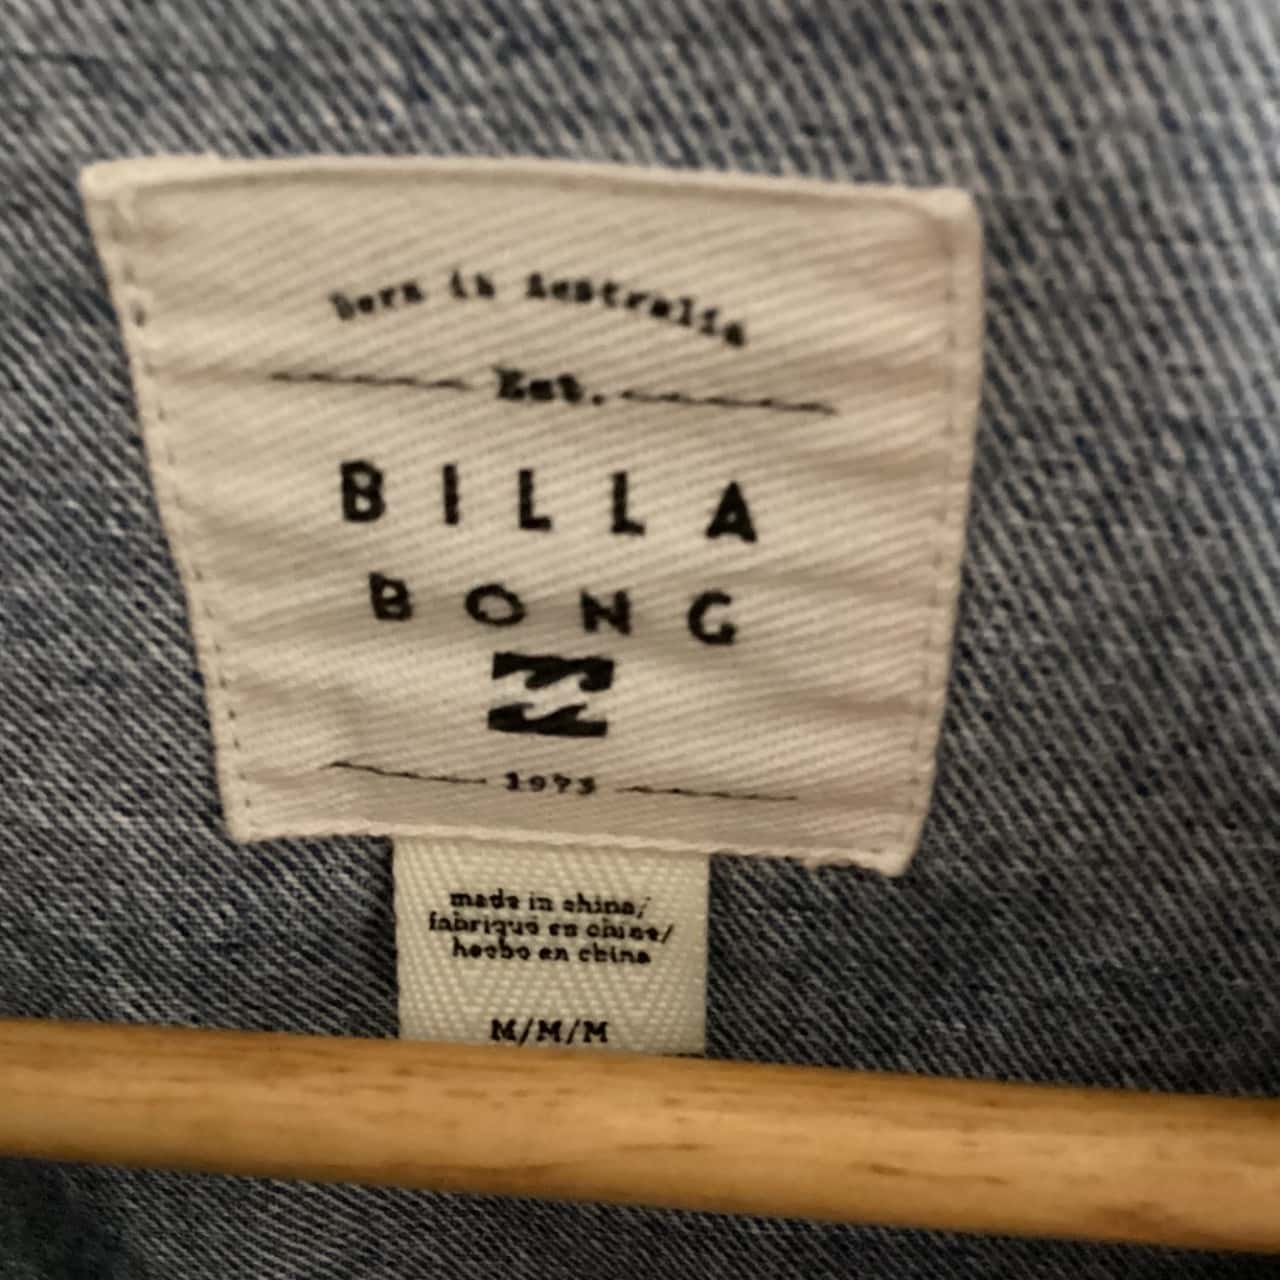 Born in Australia
Est.
BILLA
BONG
1973
made in china/
fabriqué en chine/
hecho en china
M/M/M